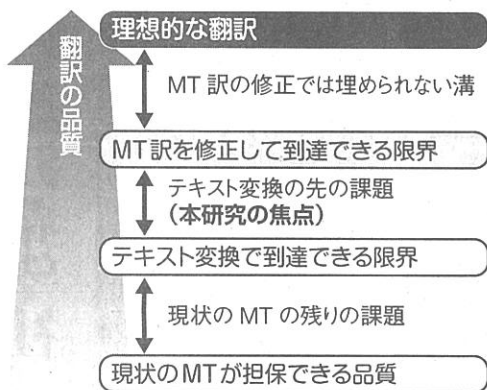 理想的な翻訳
翻訳の品質
MT訳の修正では埋められない溝
MT訳を修正して到達できる限界
テキスト変換の先の課題
(本研究の焦点)
テキスト変換で到達できる限界
現状のMTの残りの課題
現状のMTが担保できる品質